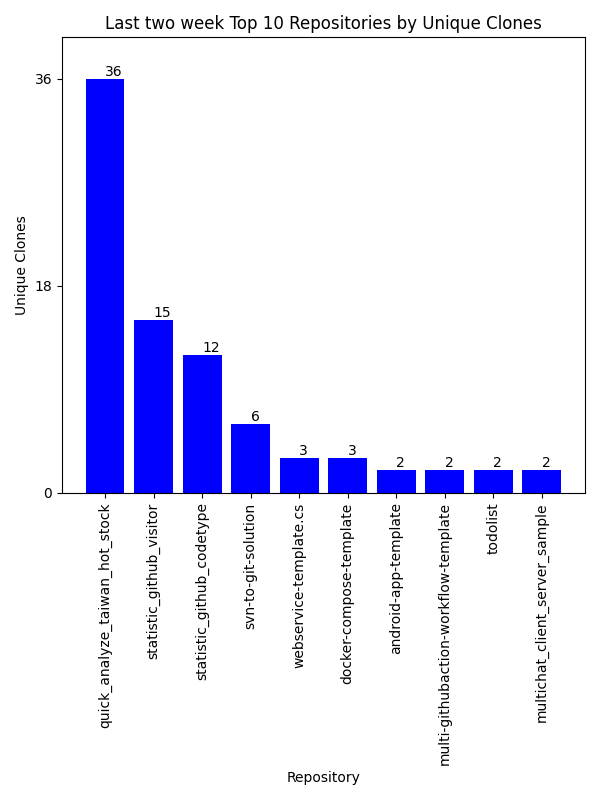 Last two week Top 10 Repositories by Unique Clones
Unique Clones
36
18
0
36
15
12
6
3
3
2
2
2
2
quick_analyze_taiwan_hot_stock
statistic_github_visitor
statistic_github_codetype
svn-to-git-solution
webservice-template.cs
docker-compose-template
android-app-template
multi-githubaction-workflow-template
todolist
multichat_client_server_sample
Repository